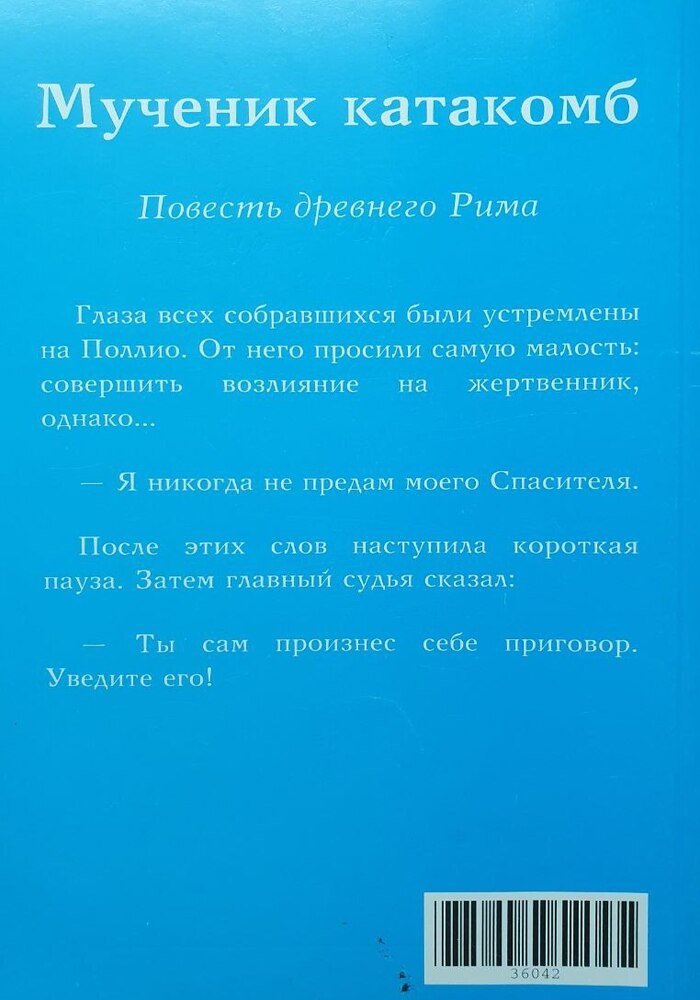 Мученик катакомб
Повесть древнего Рима
Глаза всех собравшихся были устремлены
на Поллио. От него просили самую малость:
совершить возлияние на жертвенник,
однако...
— Я никогда не предам моего Спасителя.
После этих слов наступила короткая
пауза. Затем главный судья сказал:
— Ты сам произнес себе приговор.
Уведите его!
36042